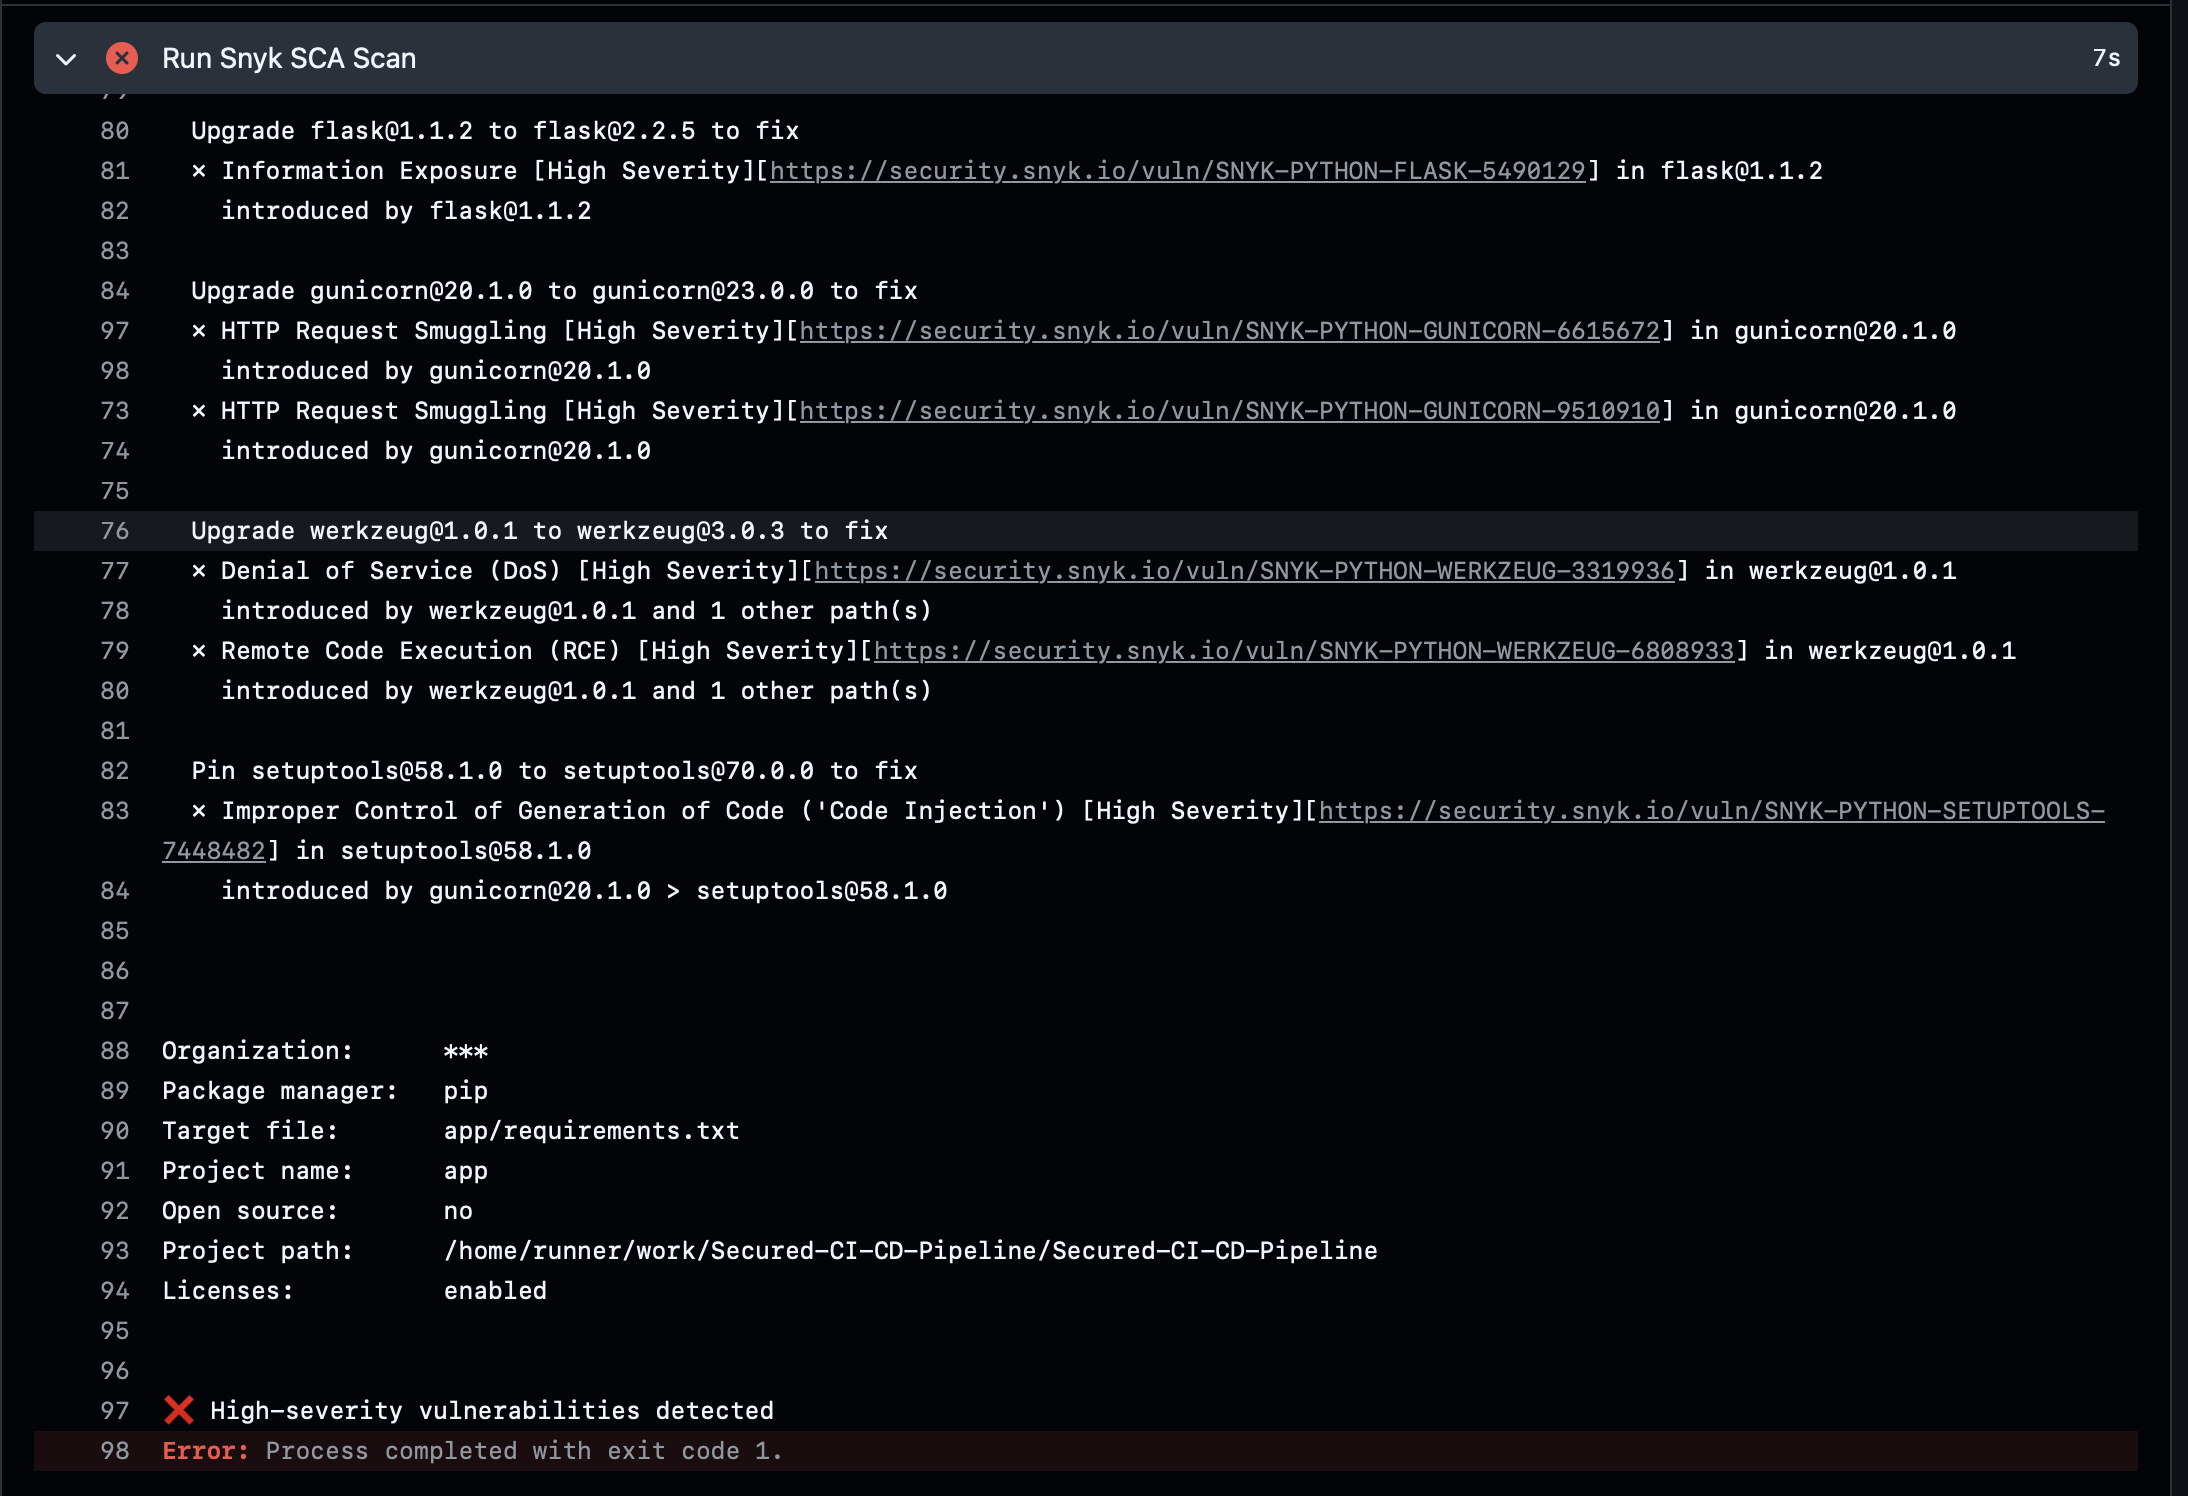 Run Snyk SCA Scan 7s
80 Upgrade flask@1.1.2 to flask@2.2.5 to fix
81 × Information Exposure [High Severity][https://security.snyk.io/vuln/SNYK-PYTHON-FLASK-5490129] in flask@1.1.2
82 introduced by flask@1.1.2
83
84 Upgrade gunicorn@20.1.0 to gunicorn@23.0.0 to fix
97 × HTTP Request Smuggling [High Severity][https://security.snyk.io/vuln/SNYK-PYTHON-GUNICORN-6615672] in gunicorn@20.1.0
98 introduced by gunicorn@20.1.0
73 × HTTP Request Smuggling [High Severity][https://security.snyk.io/vuln/SNYK-PYTHON-GUNICORN-9510910] in gunicorn@20.1.0
74 introduced by gunicorn@20.1.0
75
76 Upgrade werkzeug@1.0.1 to werkzeug@3.0.3 to fix
77 × Denial of Service (DoS) [High Severity][https://security.snyk.io/vuln/SNYK-PYTHON-WERKZEUG-3319936] in werkzeug@1.0.1
78 introduced by werkzeug@1.0.1 and 1 other path(s)
79 × Remote Code Execution (RCE) [High Severity][https://security.snyk.io/vuln/SNYK-PYTHON-WERKZEUG-6808933] in werkzeug@1.0.1
80 introduced by werkzeug@1.0.1 and 1 other path(s)
81
82 Pin setuptools@58.1.0 to setuptools@70.0.0 to fix
83 × Improper Control of Generation of Code ('Code Injection') [High Severity][https://security.snyk.io/vuln/SNYK-PYTHON-SETUPTOOLS-
7448482] in setuptools@58.1.0
84 introduced by gunicorn@20.1.0 > setuptools@58.1.0
85
86
87
88 Organization: ***
89 Package manager: pip
90 Target file: app/requirements.txt
91 Project name: app
92 Open source: no
93 Project path: /home/runner/work/Secured-CI-CD-Pipeline/Secured-CI-CD-Pipeline
94 Licenses: enabled
95
96
97 ❌ High-severity vulnerabilities detected
98 Error: Process completed with exit code 1.